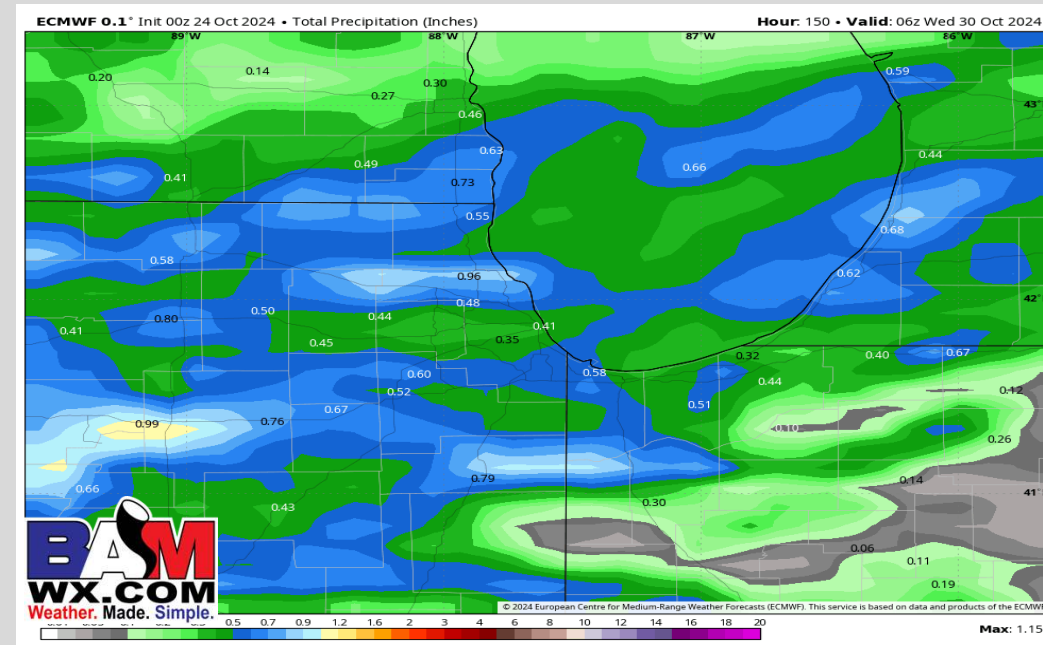 ECMWF 0.1° Init 00z 24 Oct 2024 • Total Precipitation (Inches) Hour: 150 • Valid: 06z Wed 30 Oct 2024
89°W 88°W 87°W 86°W
0.20 0.14 0.27 0.30 0.59
43°
0.46
0.63 0.44
0.49 0.66
0.41 0.73
0.55 0.68
0.58 0.62
0.96
0.48 42°
0.50 0.44
0.80 0.41
0.41 0.35
0.45 0.32 0.40 0.67
0.60 0.58 0.44
0.52 0.12
0.67 0.51
0.99 0.76 0.10
0.26
0.79 0.14
0.66 41°
0.43 0.30
0.06
0.11
0.19
BAM
WX.COM
Weather. Made. Simple.
© 2024 European Centre for Medium-Range Weather Forecasts (ECMWF). This service is based on data and products of the ECMWF
0.5 0.7 0.9 1.2 1.6 2 3 4 6 8 10 12 14 16 18 20
Max: 1.15